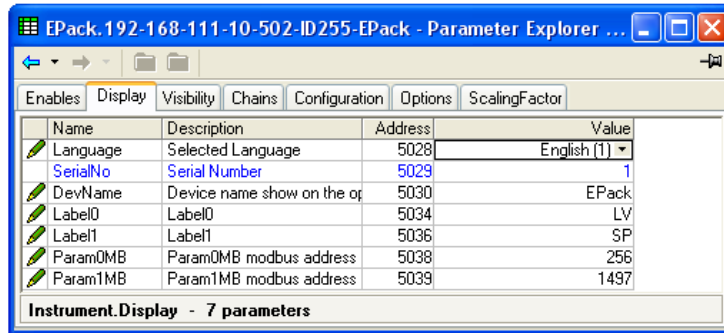 EPack.192-168-111-10-502-ID255-EPack - Parameter Explorer ...
Enables Display Visibility Chains Configuration Options ScalingFactor
Name Description Address Value
Language Selected Language 5028 English (1)
SerialNo Serial Number 5029 1
DevName Device name show on the op 5030 EPack
Label0 Label0 5034 LV
Label1 Label1 5036 SP
Param0MB Param0MB modbus address 5038 256
Param1MB Param1MB modbus address 5039 1497
Instrument.Display - 7 parameters